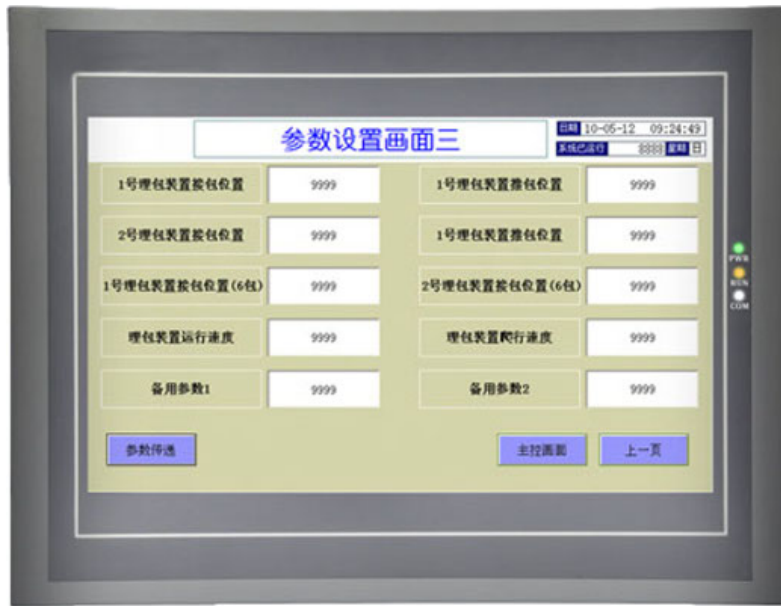 参数设置画面三
日期 10-05-12 09:24:49
系统已运行 8888 星期 日
1号理包装置接包位置 9999 1号理包装置推包位置 9999
2号理包装置接包位置 9999 1号理包装置推包位置 9999
1号理包装置接包位置(6包) 9999 2号理包装置接包位置(6包) 9999
理包装置运行速度 9999 理包装置爬行速度 9999
备用参数1 9999 备用参数2 9999
参数传送 主控画面 上一页
PWR
RUN
COM